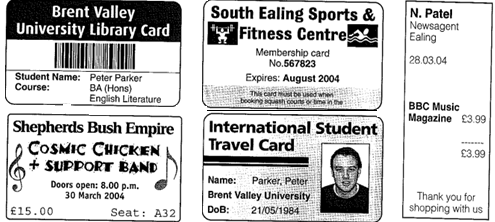 Brent Valley
University Library Card
Student Name: Peter Parker
Course: BA (Hons)
English Literature
South Ealing Sports &
Fitness Centre
Membership card
No.567823
Expires: August 2004
This card must be used when
booking squash courts or time in the
N. Patel
Newsagent
Ealing
28.03.04
BBC Music
Magazine £3.99
£3.99
Thank you for
shopping with us
Shepherds Bush Empire
COSMIC CHICKEN
+ SUPPORT BAND
Doors open: 8.00 p.m.
30 March 2004
£15.00 Seat: A32
International Student
Travel Card
Name: Parker, Peter
Brent Valley University
DoB: 21/05/1984